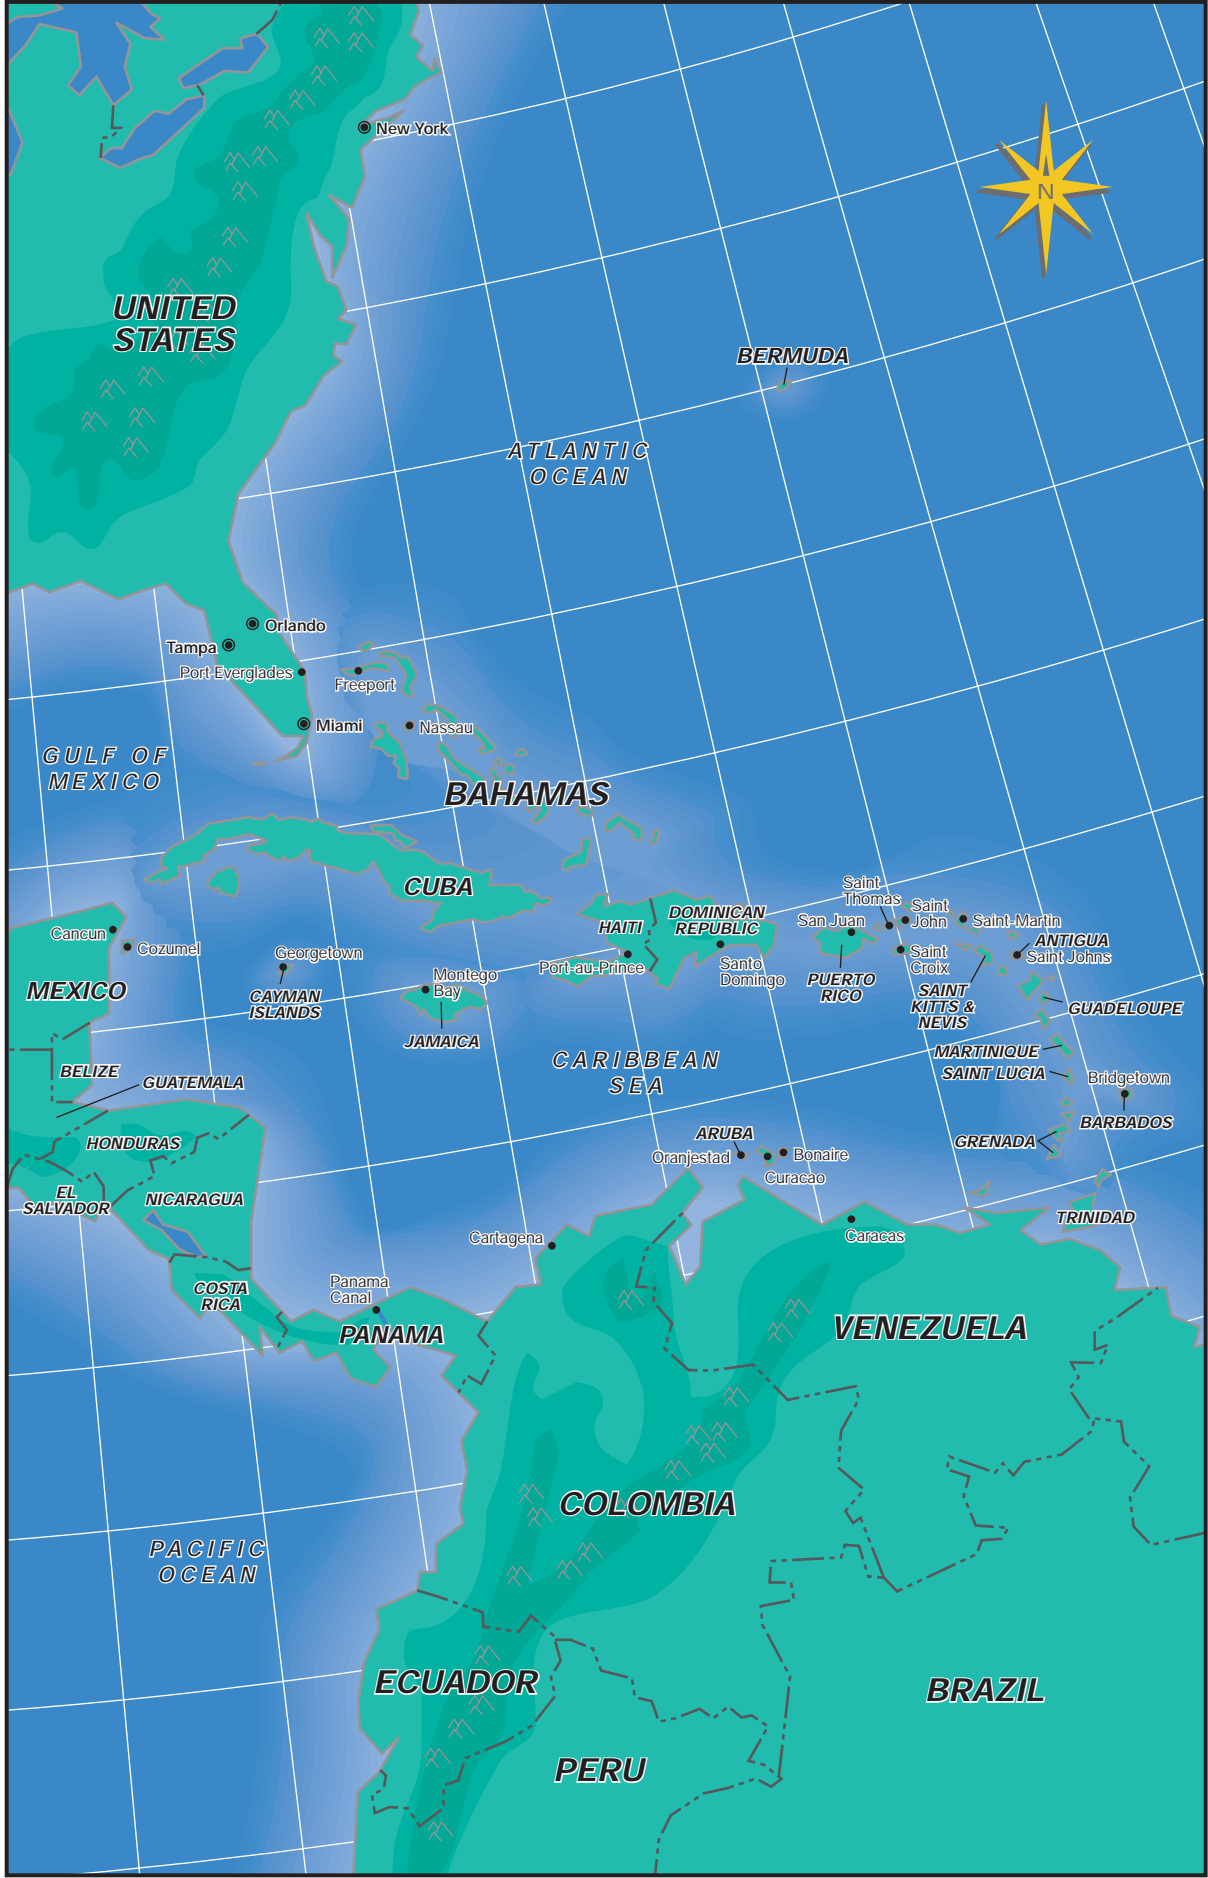 New York
N
UNITED
STATES
BERMUDA
ATLANTIC
OCEAN
Orlando
Tampa
Port Everglades
Freeport
Miami
Nassau
GULF OF
MEXICO
BAHAMAS
CUBA
Saint
Thomas
Saint
John
Saint-Martin
San Juan
HAITI
DOMINICAN
REPUBLIC
Cancun
Cozumel
Georgetown
ANTIGUA
Saint Johns
Saint
Croix
Port-au-Prince
Santo
Domingo
Montego
Bay
PUERTO
RICO
MEXICO
CAYMAN
ISLANDS
SAINT
KITTS &
NEVIS
GUADELOUPE
JAMAICA
MARTINIQUE
CARIBBEAN
SEA
SAINT LUCIA
BELIZE
GUATEMALA
Bridgetown
BARBADOS
HONDURAS
ARUBA
GRENADA
Oranjestad
Bonaire
Curacao
EL
SALVADOR
NICARAGUA
TRINIDAD
Cartagena
Caracas
COSTA
RICA
Panama
Canal
PANAMA
VENEZUELA
COLOMBIA
PACIFIC
OCEAN
ECUADOR
BRAZIL
PERU